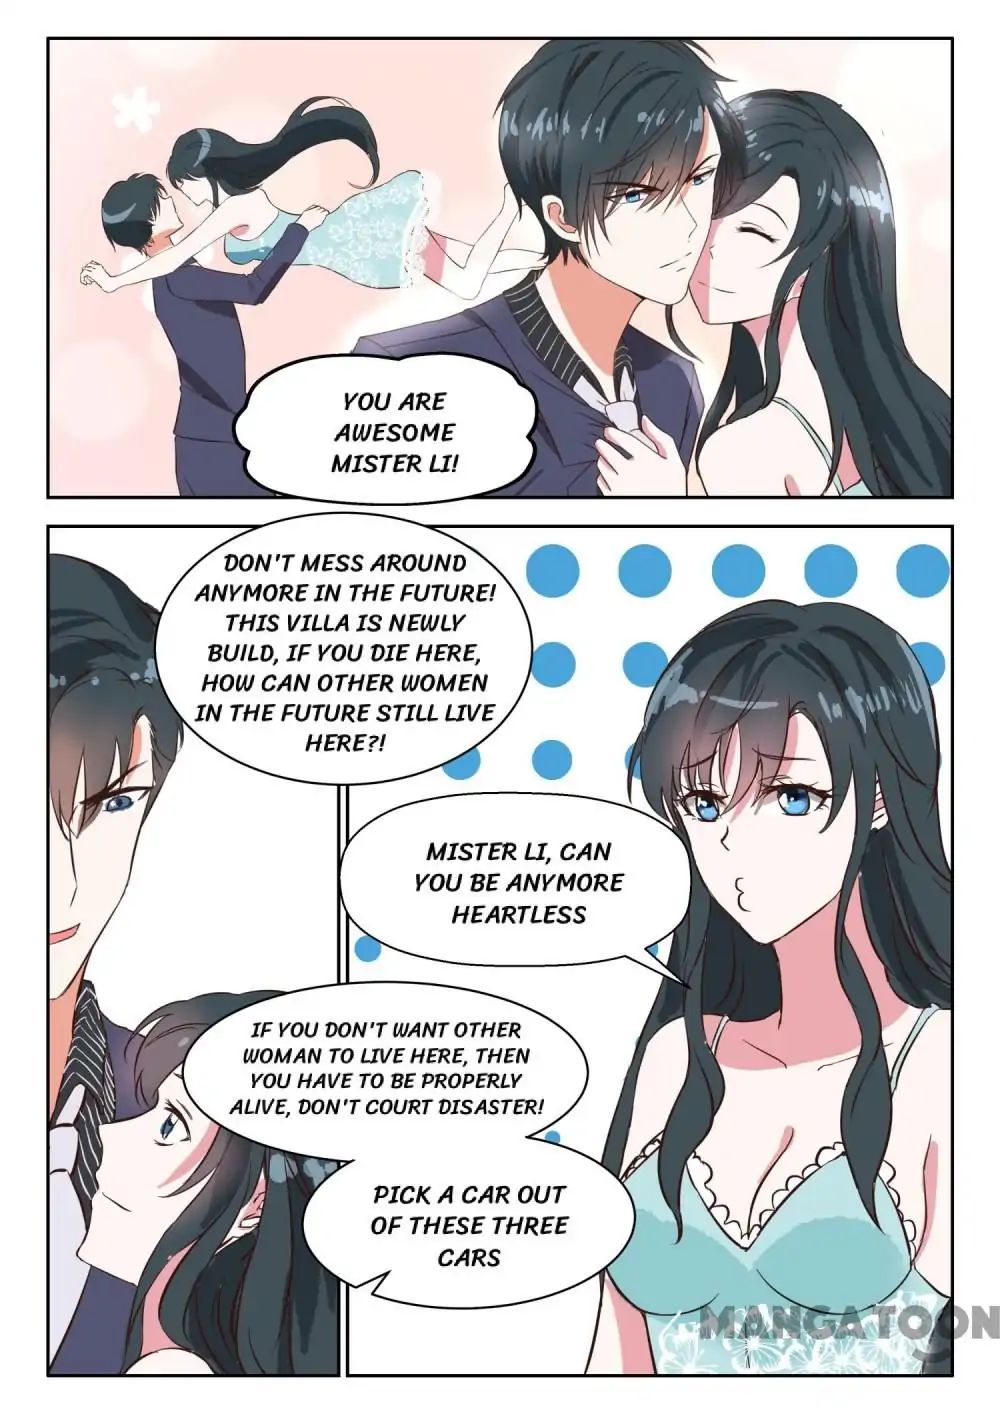 YOU ARE
AWESOME
MISTER LI!
DON'T MESS AROUND
ANYMORE IN THE FUTURE!
THIS VILLA IS NEWLY
BUILD, IF YOU DIE HERE,
HOW CAN OTHER WOMEN
IN THE FUTURE STILL LIVE
HERE?!
MISTER LI, CAN
YOU BE ANYMORE
HEARTLESS
IF YOU DON'T WANT OTHER
WOMAN TO LIVE HERE, THEN
YOU HAVE TO BE PROPERLY
ALIVE, DON'T COURT DISASTER!
PICK A CAR OUT
OF THESE THREE
CARS
MANGATOON